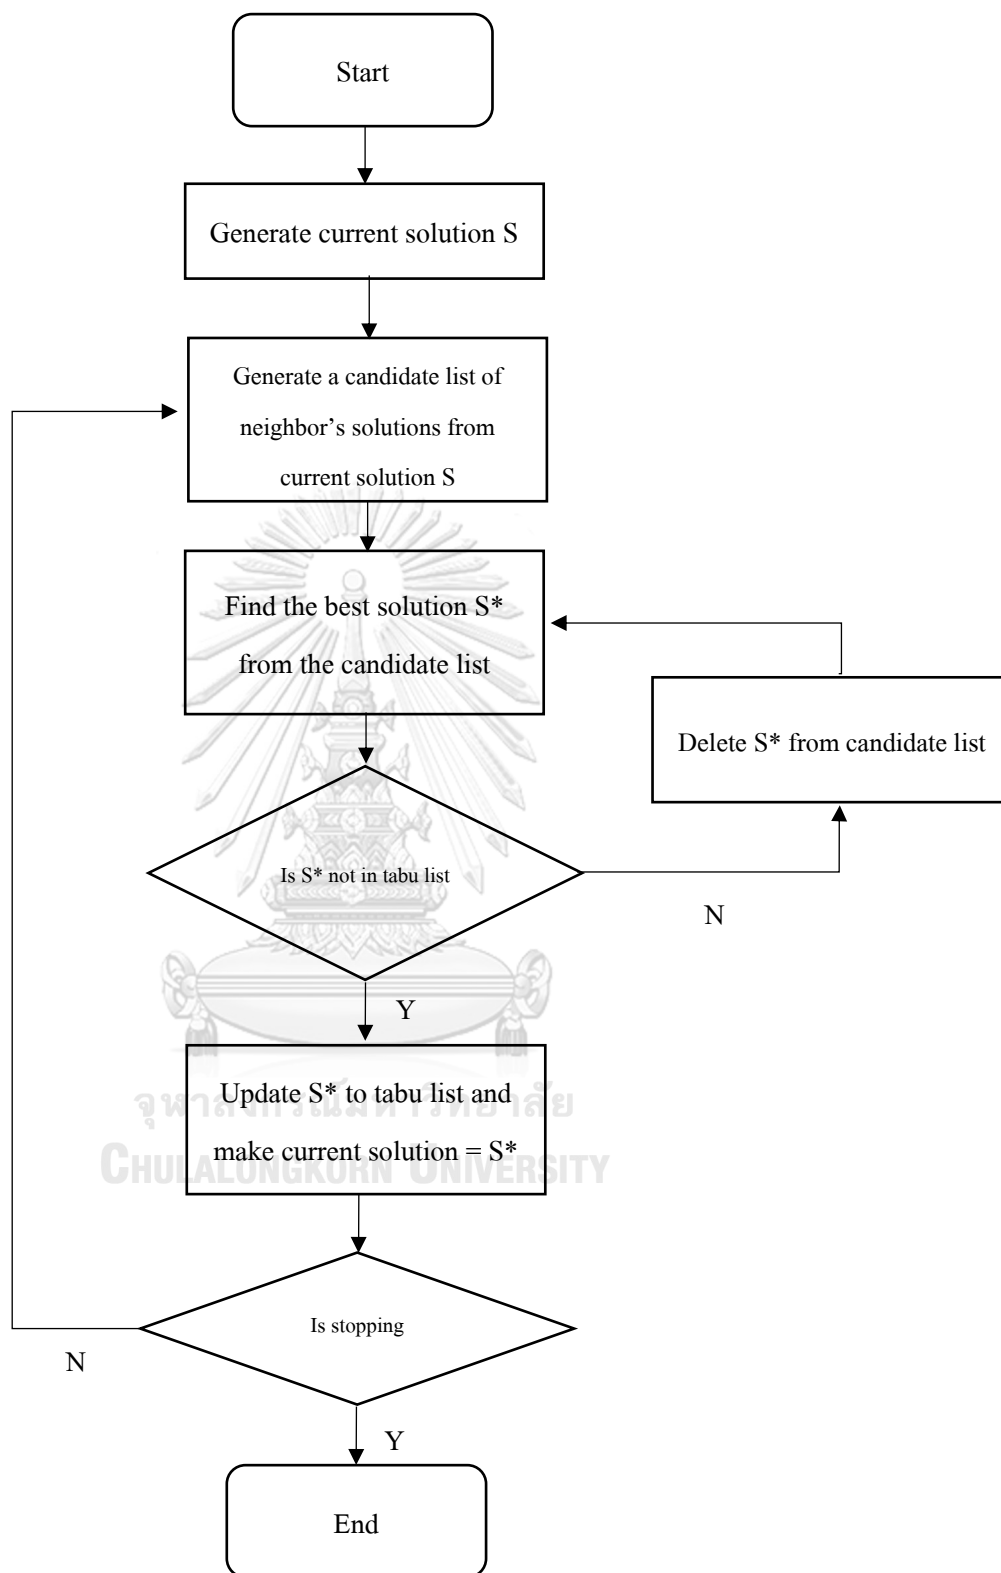 Start
Generate current solution S
Generate a candidate list of
neighbor’s solutions from
current solution S
Find the best solution S*
from the candidate list
Delete S* from candidate list
Is S* not in tabu list
N
Y
Update S* to tabu list and
make current solution = S*
จุฬาลงกรณ์มหาวิทยาลัย
CHULALONGKORN UNIVERSITY
Is stopping
N
Y
End